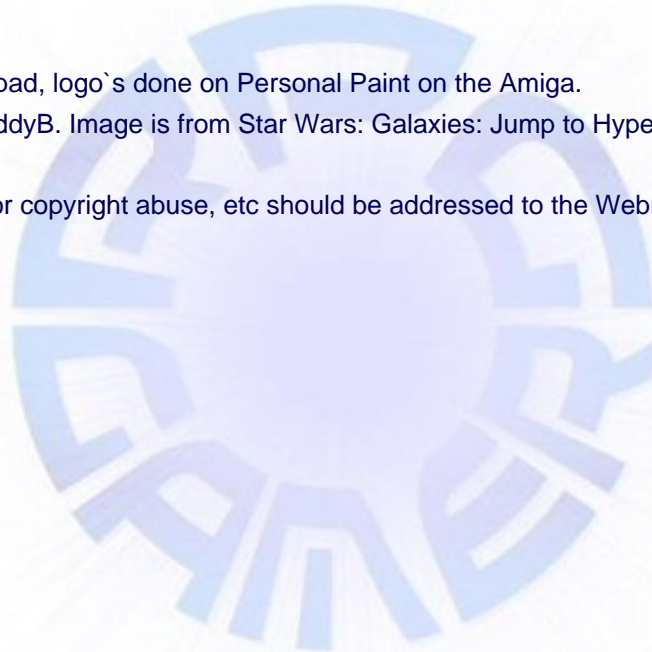 oad, logo`s done on Personal Paint on the Amiga.
ddyB. Image is from Star Wars: Galaxies: Jump to Hype
or copyright abuse, etc should be addressed to the Web